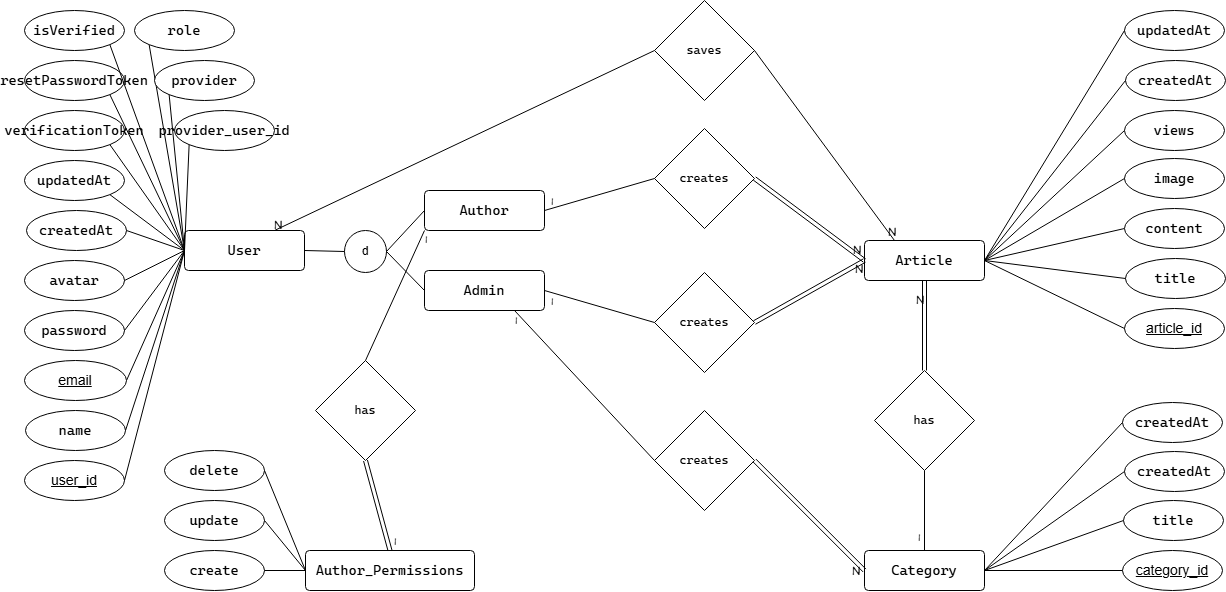 isVerified
role
saves
updatedAt
resetPasswordToken
provider
createdAt
verificationToken
provider_user_id
views
updatedAt
creates
image
createdAt
N
Author
I
N
content
User
d
I
N
Article
avatar
Admin
I
N
title
password
I
creates
N
article_id
email
has
has
name
creates
createdAt
user_id
delete
createdAt
update
title
I
I
create
Author_Permissions
N
Category
category_id